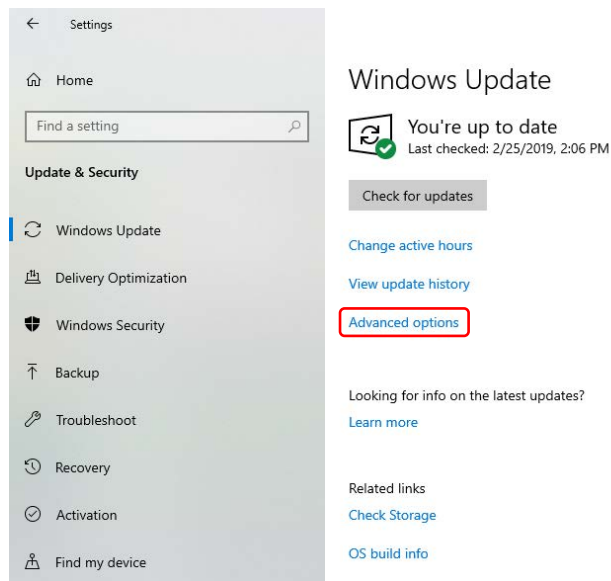 Settings
Home
Find a setting
Update & Security
Windows Update
Delivery Optimization
Windows Security
Backup
Troubleshoot
Recovery
Activation
Find my device
Windows Update
You're up to date
Last checked: 2/25/2019, 2:06 PM
Check for updates
Change active hours
View update history
Advanced options
Looking for info on the latest updates?
Learn more
Related links
Check Storage
OS build info